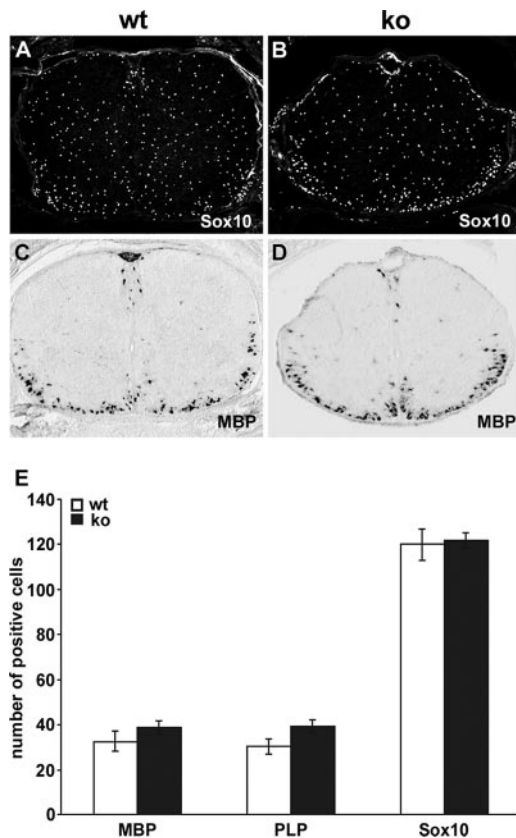 wt
ko
A
B
Sox10
Sox10
C
D
MBP
MBP
E
140
wt
ko
120
100
80
60
40
20
0
number of positive cells
MBP
PLP
Sox10